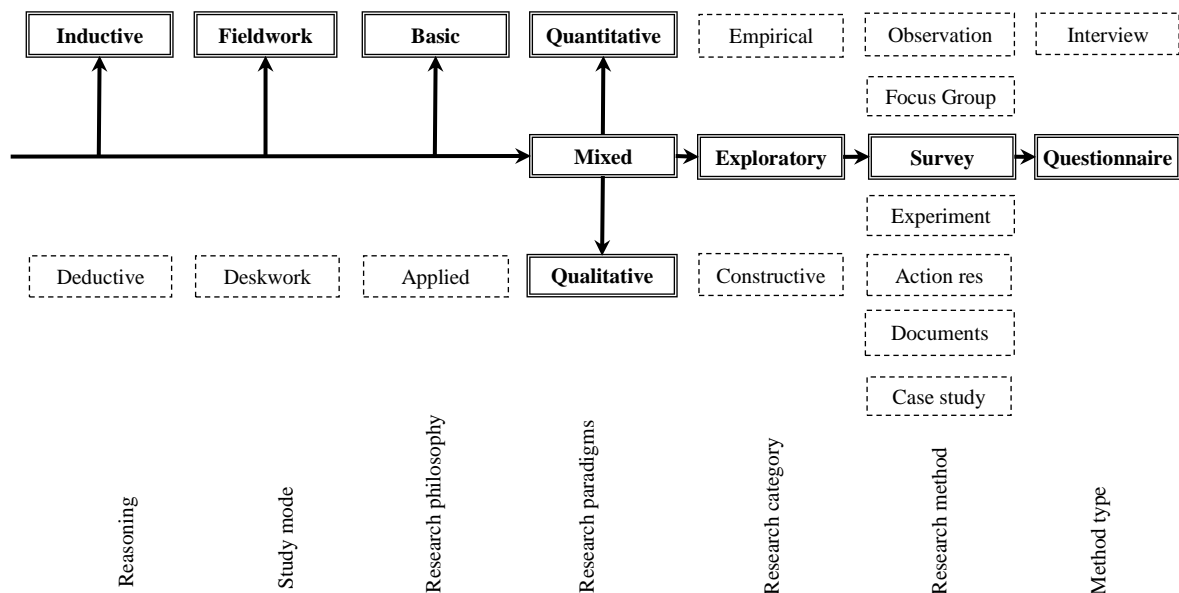 Inductive
Fieldwork
Basic
Quantitative
Empirical
Observation
Interview
Focus Group
Mixed
Exploratory
Survey
Questionnaire
Experiment
Deductive
Deskwork
Applied
Qualitative
Constructive
Action res
Documents
Case study
Reasoning
Study mode
Research philosophy
Research paradigms
Research category
Research method
Method type